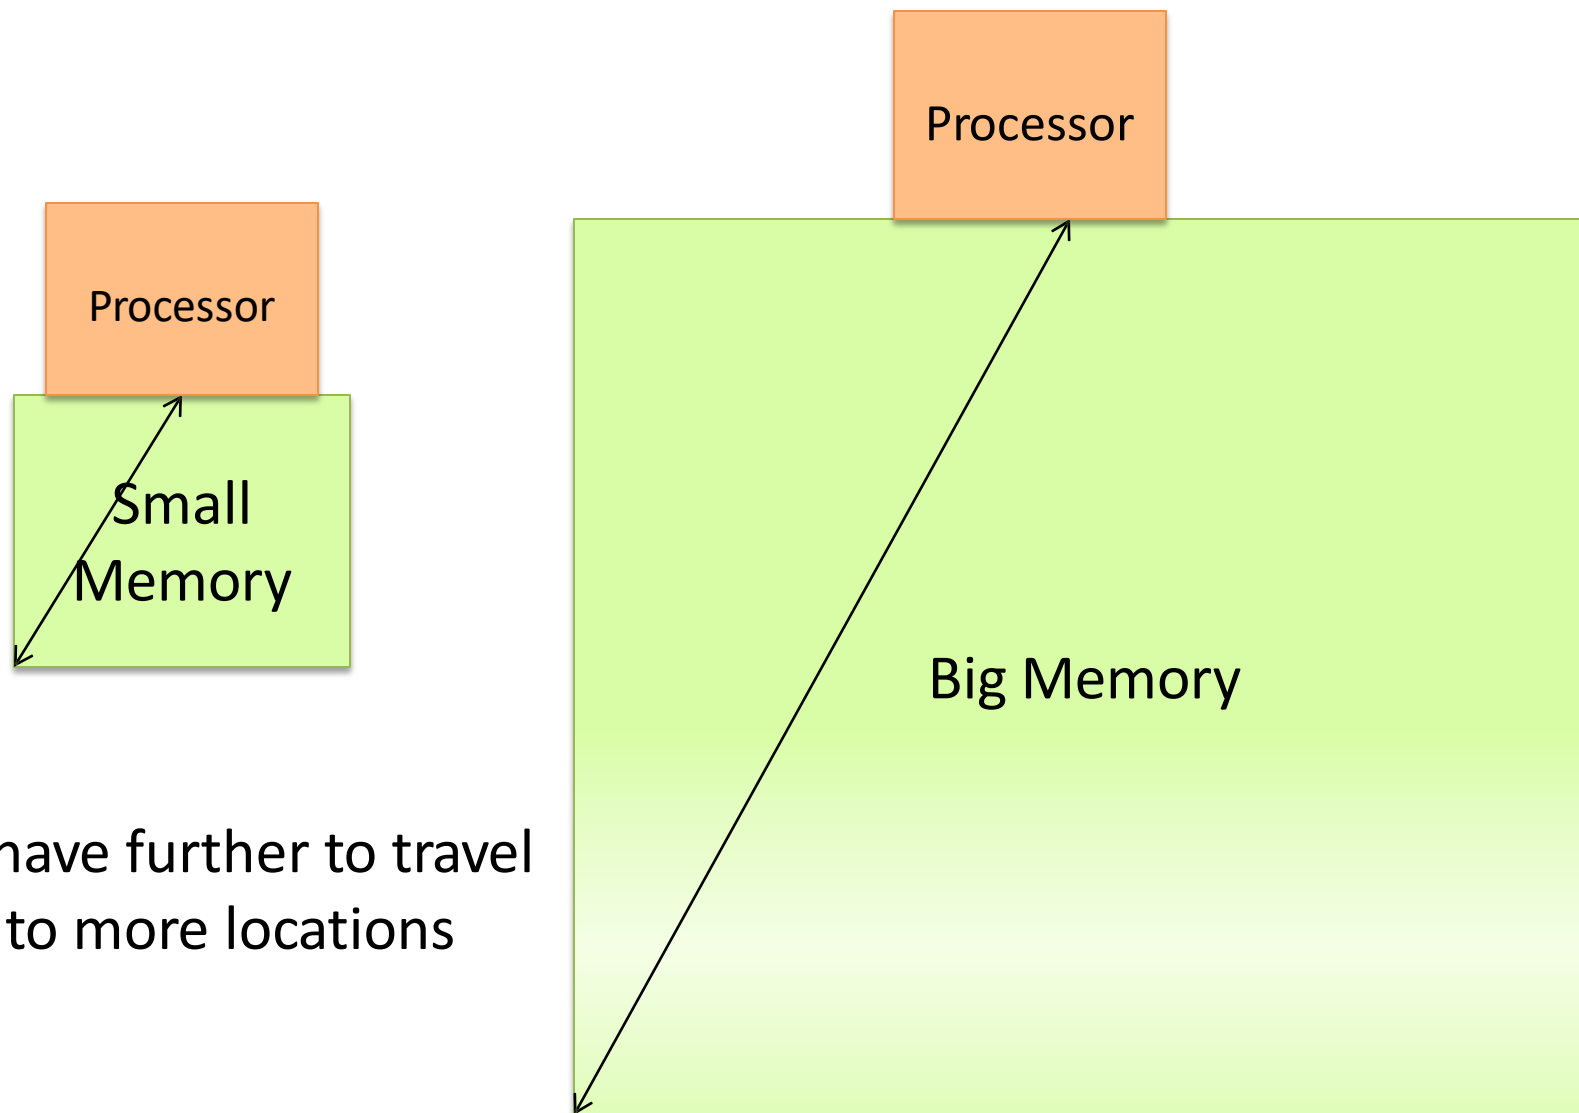 Processor
Processor
Small
Memory
Big Memory
have further to travel
to more locations